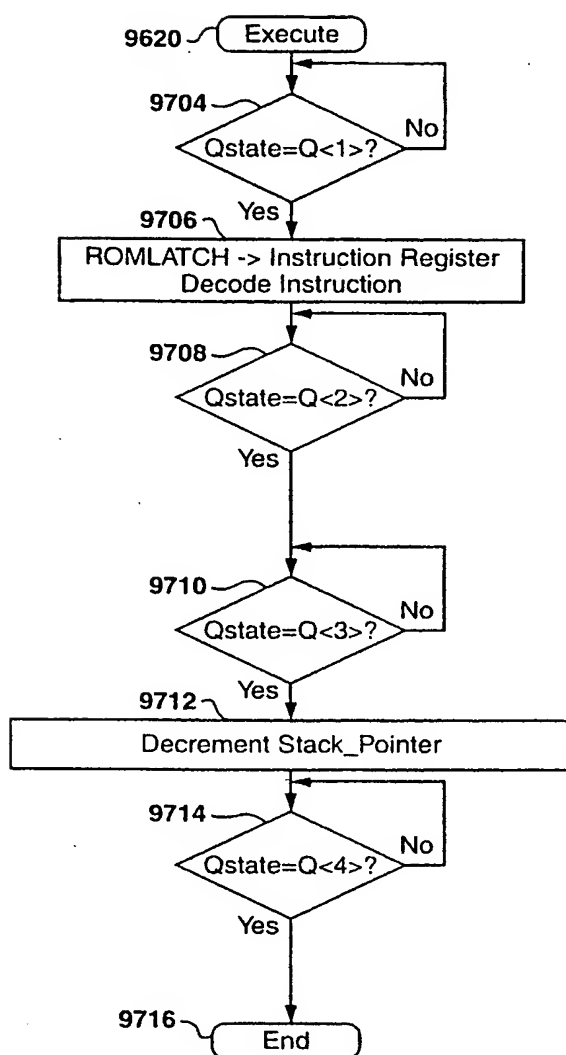 9620 Execute
9704
Qstate=Q<1>?
No
Yes
9706
ROMLATCH -> Instruction Register
Decode Instruction
9708
Qstate=Q<2>?
No
Yes
9710
Qstate=Q<3>?
No
Yes
9712
Decrement Stack_Pointer
9714
Qstate=Q<4>?
No
Yes
9716 End